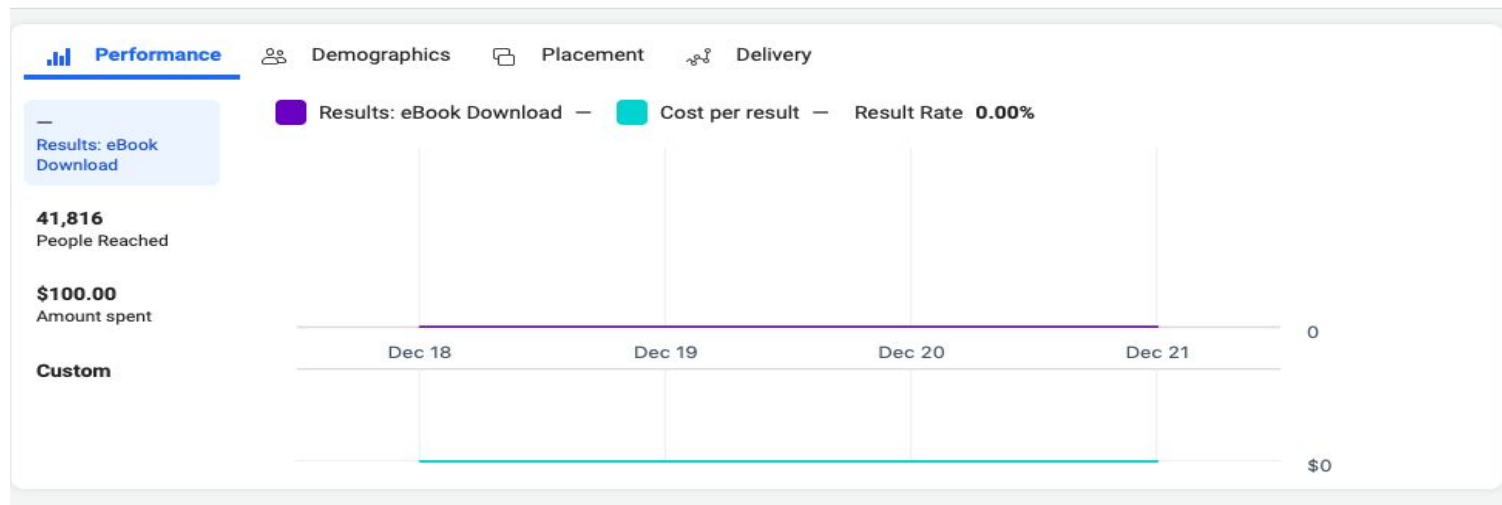 Performance Demographics Placement Delivery
—
Results: eBook
Download
41,816
People Reached
$100.00
Amount spent
Custom
Results: eBook Download — Cost per result — Result Rate 0.00%
0
Dec 18 Dec 19 Dec 20 Dec 21
$0